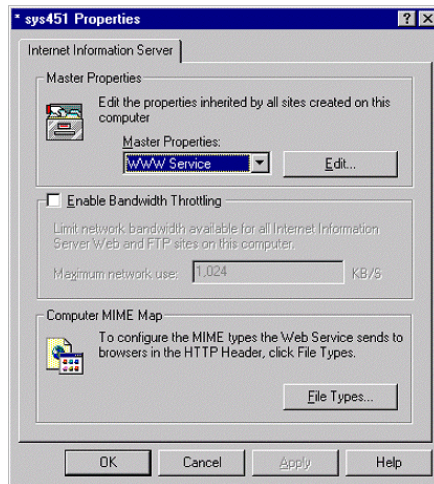 * sys451 Properties
Internet Information Server
Master Properties
Edit the properties inherited by all sites created on this
computer
Master Properties:
WWW Service
Edit...
Enable Bandwidth Throttling
Limit network bandwidth available for all Internet Information
Server Web and FTP sites on this computer.
Maximum network use:
1,024
KB/S
Computer MIME Map
To configure the MIME types the Web Service sends to
browsers in the HTTP Header, click File Types.
File Types...
OK
Cancel
Apply
Help